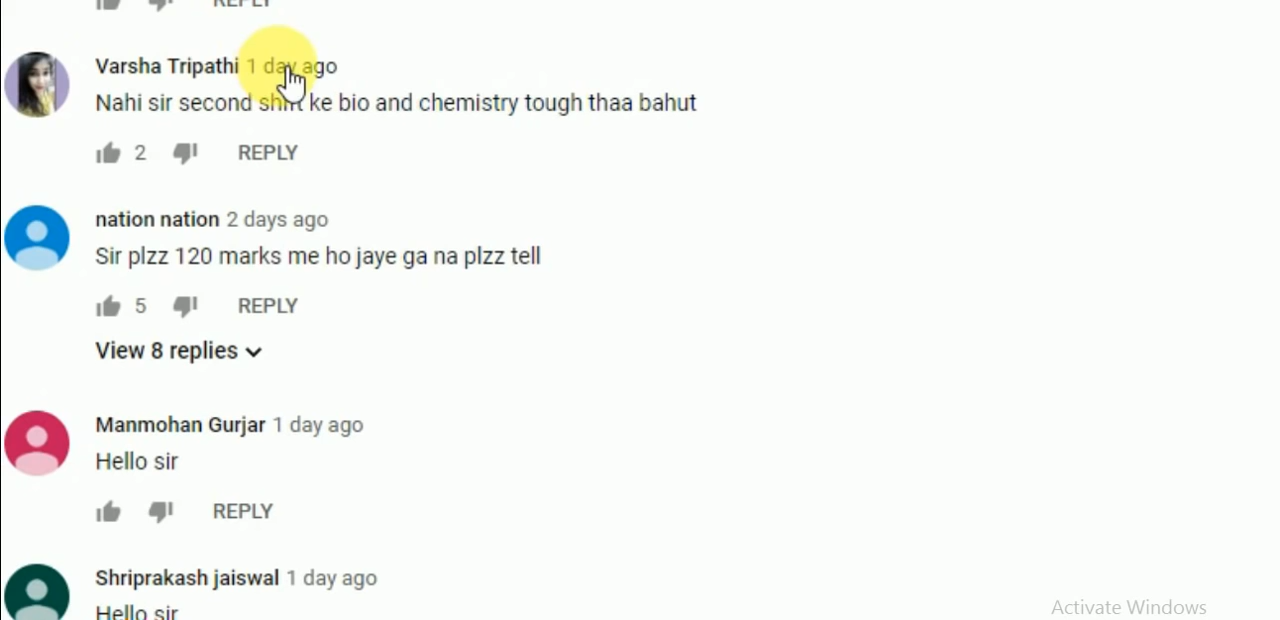 REPLY
Varsha Tripathi 1 day ago
Nahi sir second shift ke bio and chemistry tough thaa bahut
2 REPLY
nation nation 2 days ago
Sir plzz 120 marks me ho jaye ga na plzz tell
5 REPLY
View 8 replies
Manmohan Gurjar 1 day ago
Hello sir
REPLY
Shriprakash jaiswal 1 day ago
Hello sir
Activate Windows